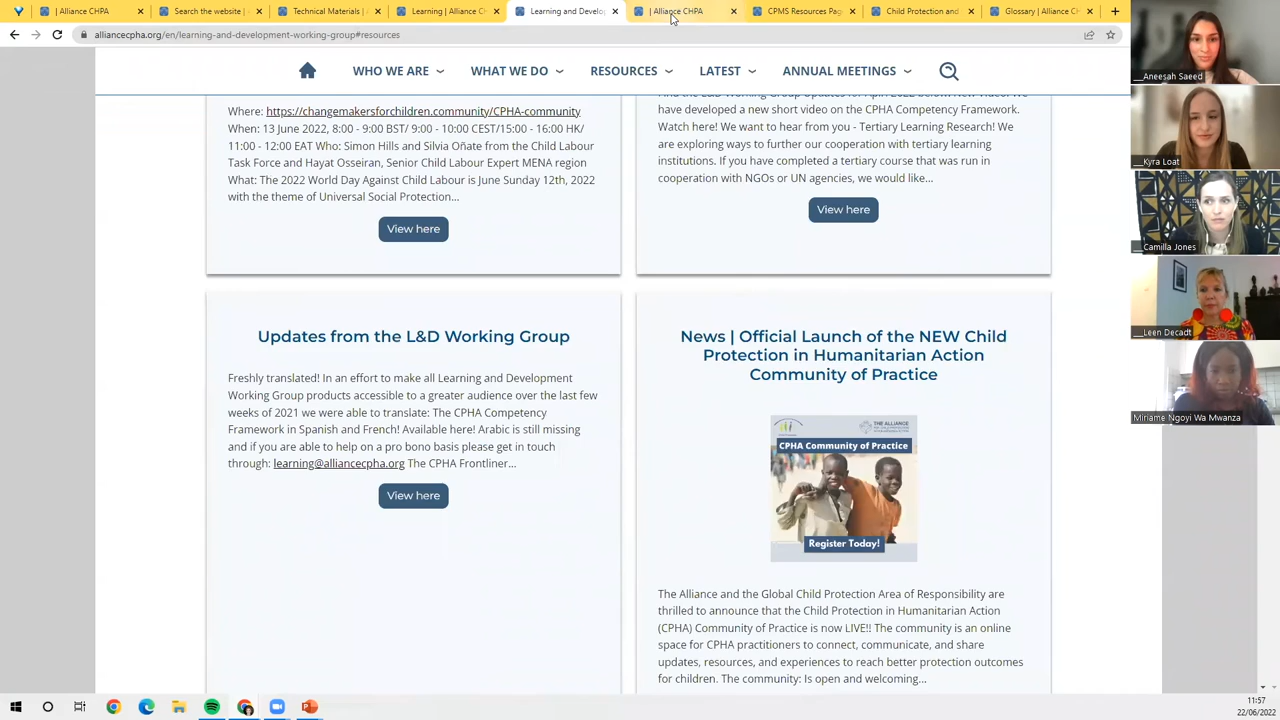 | Alliance CHPA
Search the website |
Technical Materials |
Learning | Alliance C
Learning and Develo
| Alliance CHPA
CPMS Resources Pag
Child Protection and
Glossary | Alliance C
alliancecpha.org/en/learning-and-development-working-group#resources
WHO WE ARE
WHAT WE DO
RESOURCES
LATEST
ANNUAL MEETINGS
Where: https://changemakersforchildren.community/CPHA-community
When: 13 June 2022, 8:00 - 9:00 BST/ 9:00 - 10:00 CEST/15:00 - 16:00 HK/
11:00 - 12:00 EAT Who: Simon Hills and Silvia Oñate from the Child Labour
Task Force and Hayat Osseiran, Senior Child Labour Expert MENA region
What: The 2022 World Day Against Child Labour is June Sunday 12th, 2022
with the theme of Universal Social Protection...
View here
have developed a new short video on the CPHA Competency Framework.
Watch here! We want to hear from you - Tertiary Learning Research! We
are exploring ways to further our cooperation with tertiary learning
institutions. If you have completed a tertiary course that was run in
cooperation with NGOs or UN agencies, we would like...
View here
Updates from the L&D Working Group
Freshly translated! In an effort to make all Learning and Development
Working Group products accessible to a greater audience over the last few
weeks of 2021 we were able to translate: The CPHA Competency
Framework in Spanish and French! Available here Arabic is still missing
and if you are able to help on a pro bono basis please get in touch
through: learning@alliancecpha.org The CPHA Frontliner...
View here
News | Official Launch of the NEW Child
Protection in Humanitarian Action
Community of Practice
THE ALLIANCE
CPHA Community of Practice
Register Today!
The Alliance and the Global Child Protection Area of Responsibility are
thrilled to announce that the Child Protection in Humanitarian Action
(CPHA) Community of Practice is now LIVE!! The community is an online
space for CPHA practitioners to connect, communicate, and share
updates, resources, and experiences to reach better protection outcomes
for children. The community: Is open and welcoming...
__Aneesah Saeed
__Kyra Loat
__Camilla Jones
__Leen Decadt
Miriame Ngoyi Wa Mwanza
11:57
22/06/2022